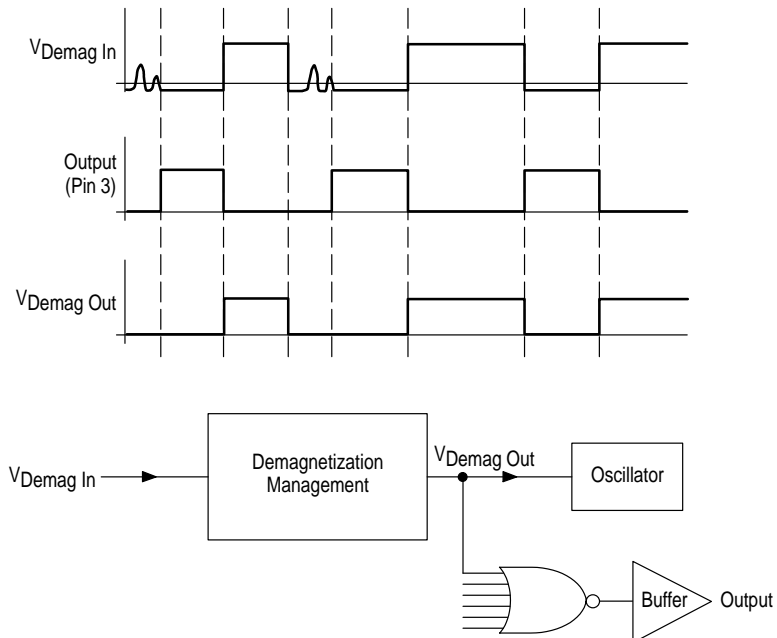 VDemag In
Output
(Pin 3)
VDemag Out
VDemag In
Demagnetization
Management
VDemag Out
Oscillator
Buffer
Output